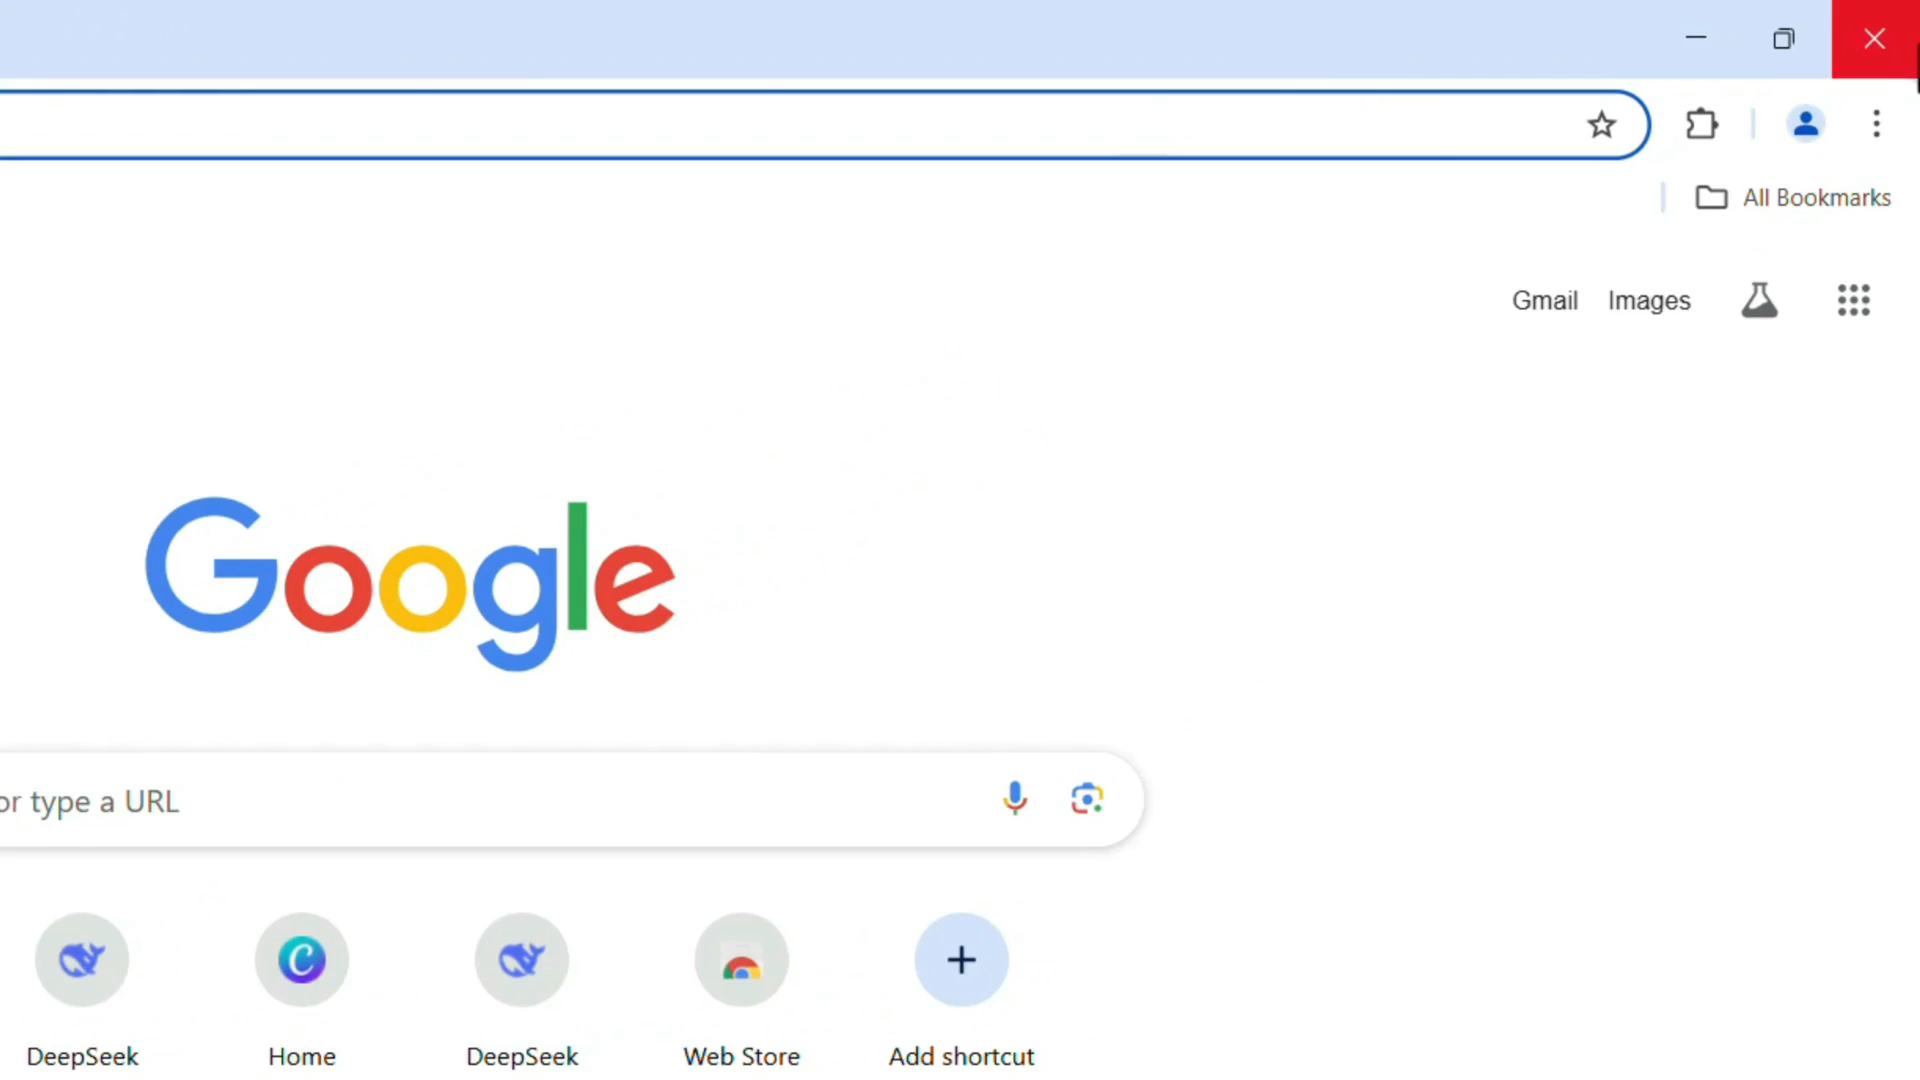 All Bookmarks
Gmail Images
Google
or type a URL
DeepSeek Home DeepSeek Web Store Add shortcut